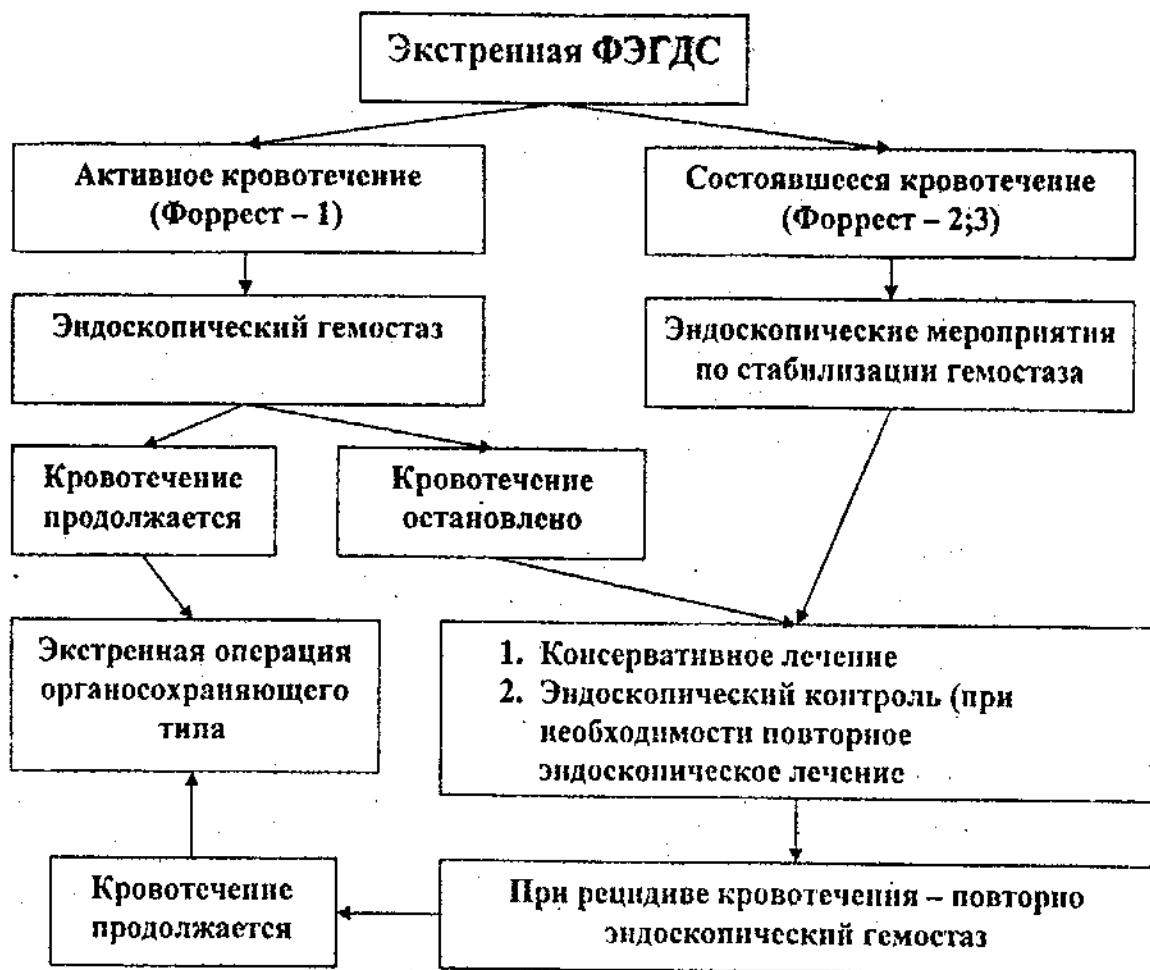 Экстренная ФЭГДС
Активное кровотечение
(Форрест – 1)
Состоявшееся кровотечение
(Форрест – 2;3)
Эндоскопический гемостаз
Эндоскопические мероприятия
по стабилизации гемостаза
Кровотечение
продолжается
Кровотечение
остановлено
Экстренная операция
органосохраняющего
типа
1. Консервативное лечение
2. Эндоскопический контроль (при
необходимости повторное
эндоскопическое лечение
Кровотечение
продолжается
При рецидиве кровотечения – повторно
эндоскопический гемостаз